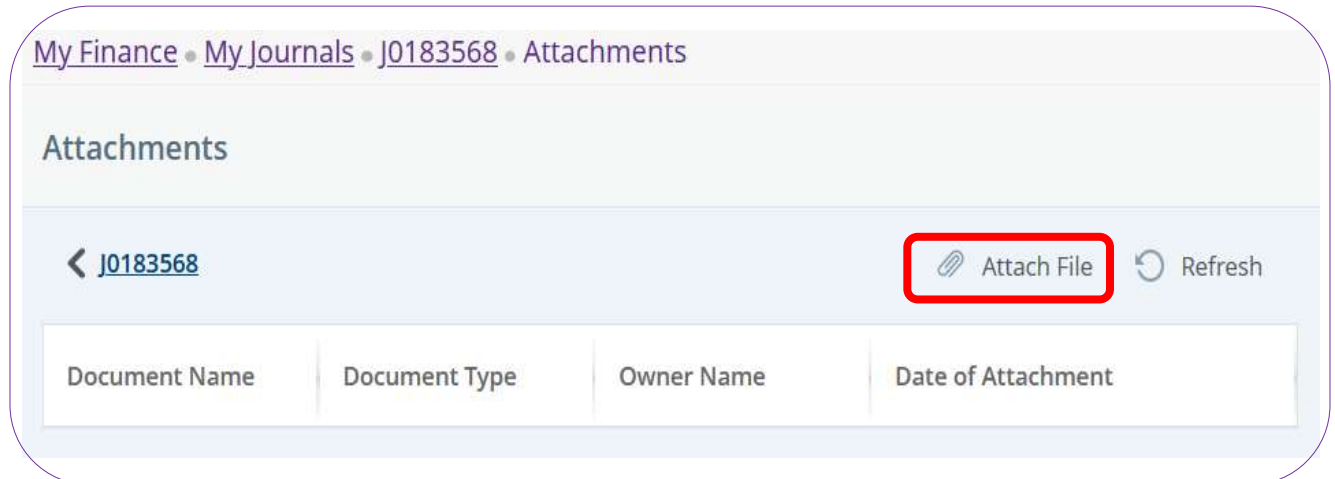 My Finance • My Journals • J0183568 • Attachments
Attachments
J0183568
Attach File Refresh
Document Name Document Type Owner Name Date of Attachment